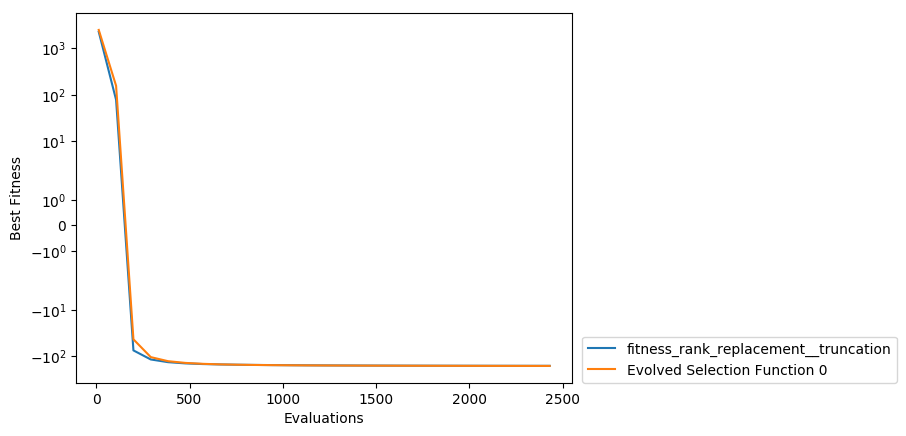 Best Fitness
10³
10²
10¹
10⁰
0
−10⁰
−10¹
−10²
0 500 1000 1500 2000 2500
Evaluations
fitness_rank_replacement__truncation
Evolved Selection Function 0